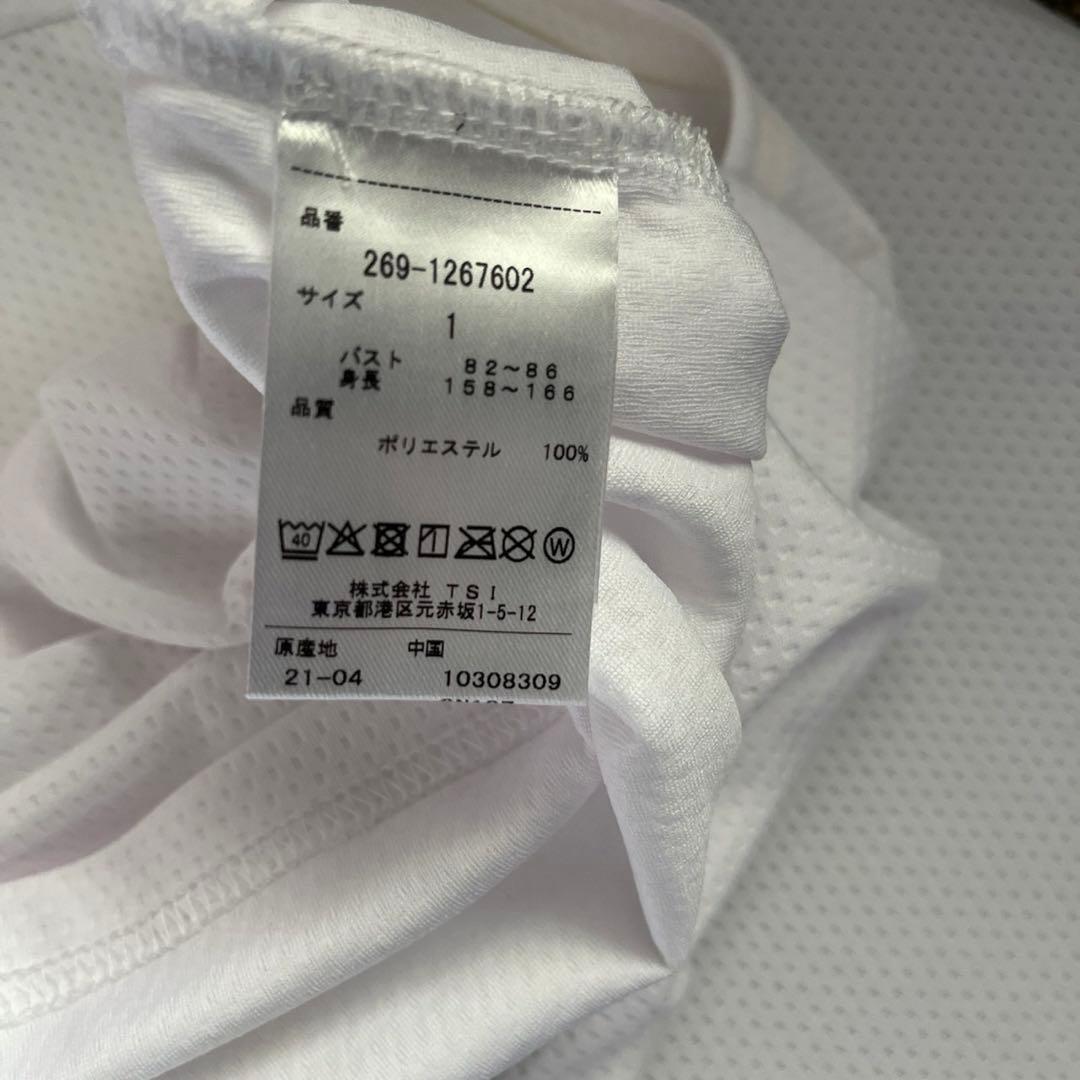 品番
269-1267602
サイズ
1
バスト 82～86
身長 158～166
品質
ポリエステル 100%
40
W
株式会社 TSI
東京都港区元赤坂1-5-12
原産地 中国
21-04 10308309